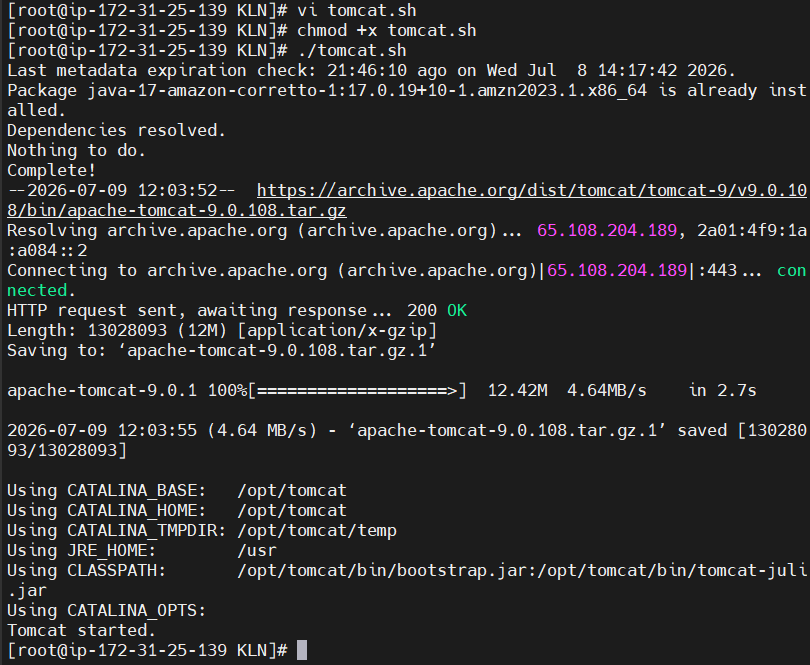 [root@ip-172-31-25-139 KLN]# vi tomcat.sh
[root@ip-172-31-25-139 KLN]# chmod +x tomcat.sh
[root@ip-172-31-25-139 KLN]# ./tomcat.sh
Last metadata expiration check: 21:46:10 ago on Wed Jul  8 14:17:42 2026.
Package java-17-amazon-corretto-1:17.0.19+10-1.amzn2023.1.x86_64 is already inst
alled.
Dependencies resolved.
Nothing to do.
Complete!
--2026-07-09 12:03:52--  https://archive.apache.org/dist/tomcat/tomcat-9/v9.0.10
8/bin/apache-tomcat-9.0.108.tar.gz
Resolving archive.apache.org (archive.apache.org)... 65.108.204.189, 2a01:4f9:1a
:a084::2
Connecting to archive.apache.org (archive.apache.org)|65.108.204.189|:443... con
nected.
HTTP request sent, awaiting response... 200 OK
Length: 13028093 (12M) [application/x-gzip]
Saving to: ‘apache-tomcat-9.0.108.tar.gz.1’
apache-tomcat-9.0.1 100%[===================>]  12.42M  4.64MB/s    in 2.7s
2026-07-09 12:03:55 (4.64 MB/s) - ‘apache-tomcat-9.0.108.tar.gz.1’ saved [130280
93/13028093]
Using CATALINA_BASE:   /opt/tomcat
Using CATALINA_HOME:   /opt/tomcat
Using CATALINA_TMPDIR: /opt/tomcat/temp
Using JRE_HOME:        /usr
Using CLASSPATH:       /opt/tomcat/bin/bootstrap.jar:/opt/tomcat/bin/tomcat-juli
.jar
Using CATALINA_OPTS:
Tomcat started.
[root@ip-172-31-25-139 KLN]#